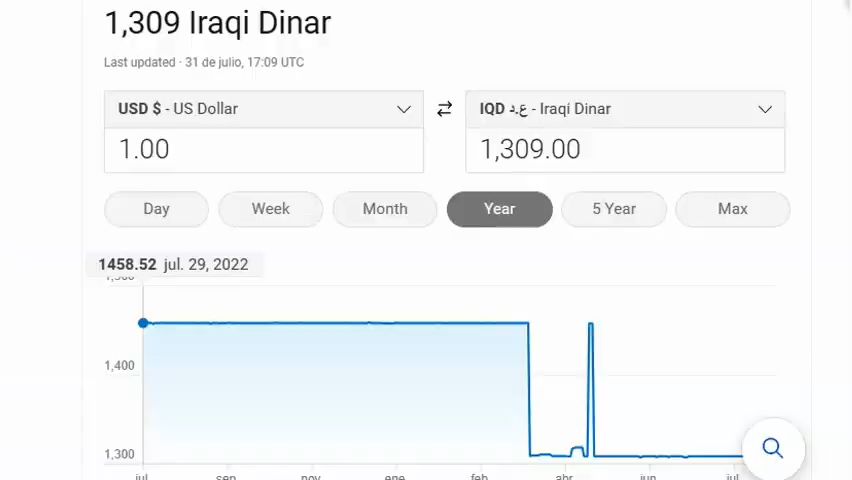 1,309 Iraqi Dinar
Last updated · 31 de julio, 17:09 UTC
USD $ - US Dollar
IQD ع.د - Iraqi Dinar
1.00
1,309.00
Day
Week
Month
Year
5 Year
Max
1458.52 jul. 29, 2022
1,500
1,400
1,300
jul
sep
nov
ene
feb
abr
jun
jul